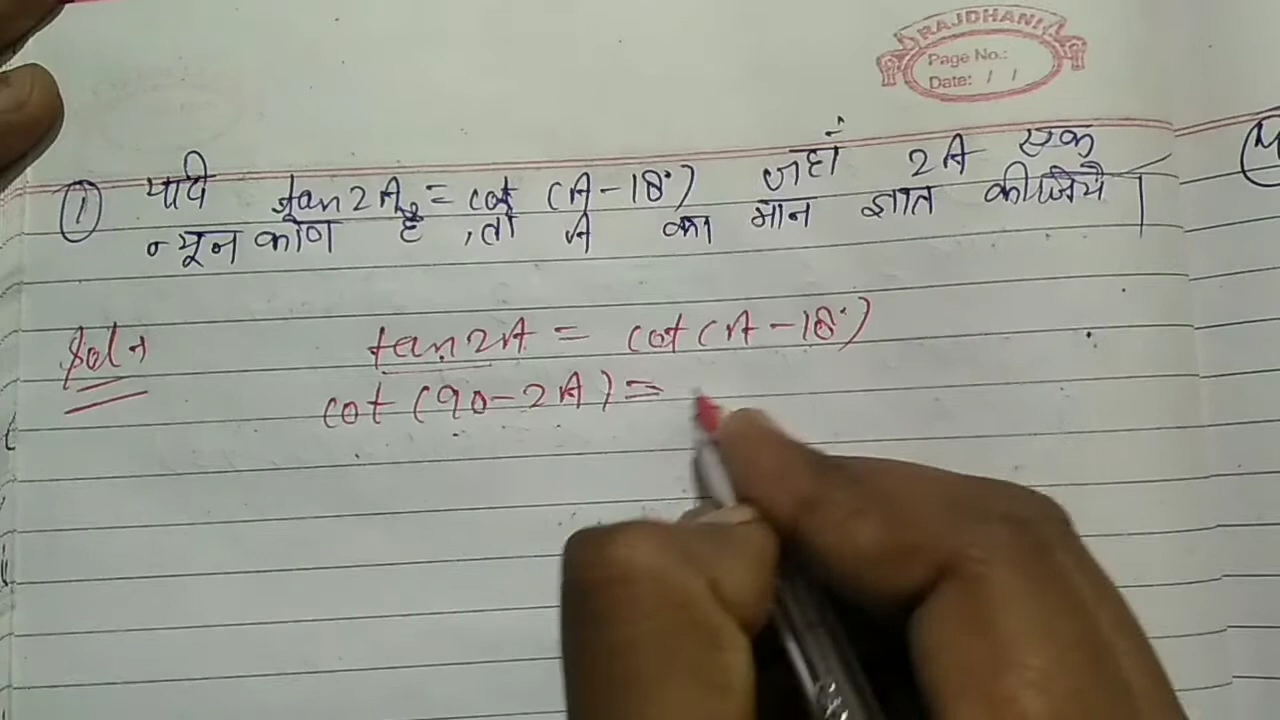 RAJDHANI
Page No.:
Date: / /
① यदि tan 2A = cot (A - 18°) जहां 2A एक
न्यून कोण है, तो A का मान ज्ञात कीजिये।
Sol→
tan 2A = cot (A - 18°)
cot (90 - 2A) =